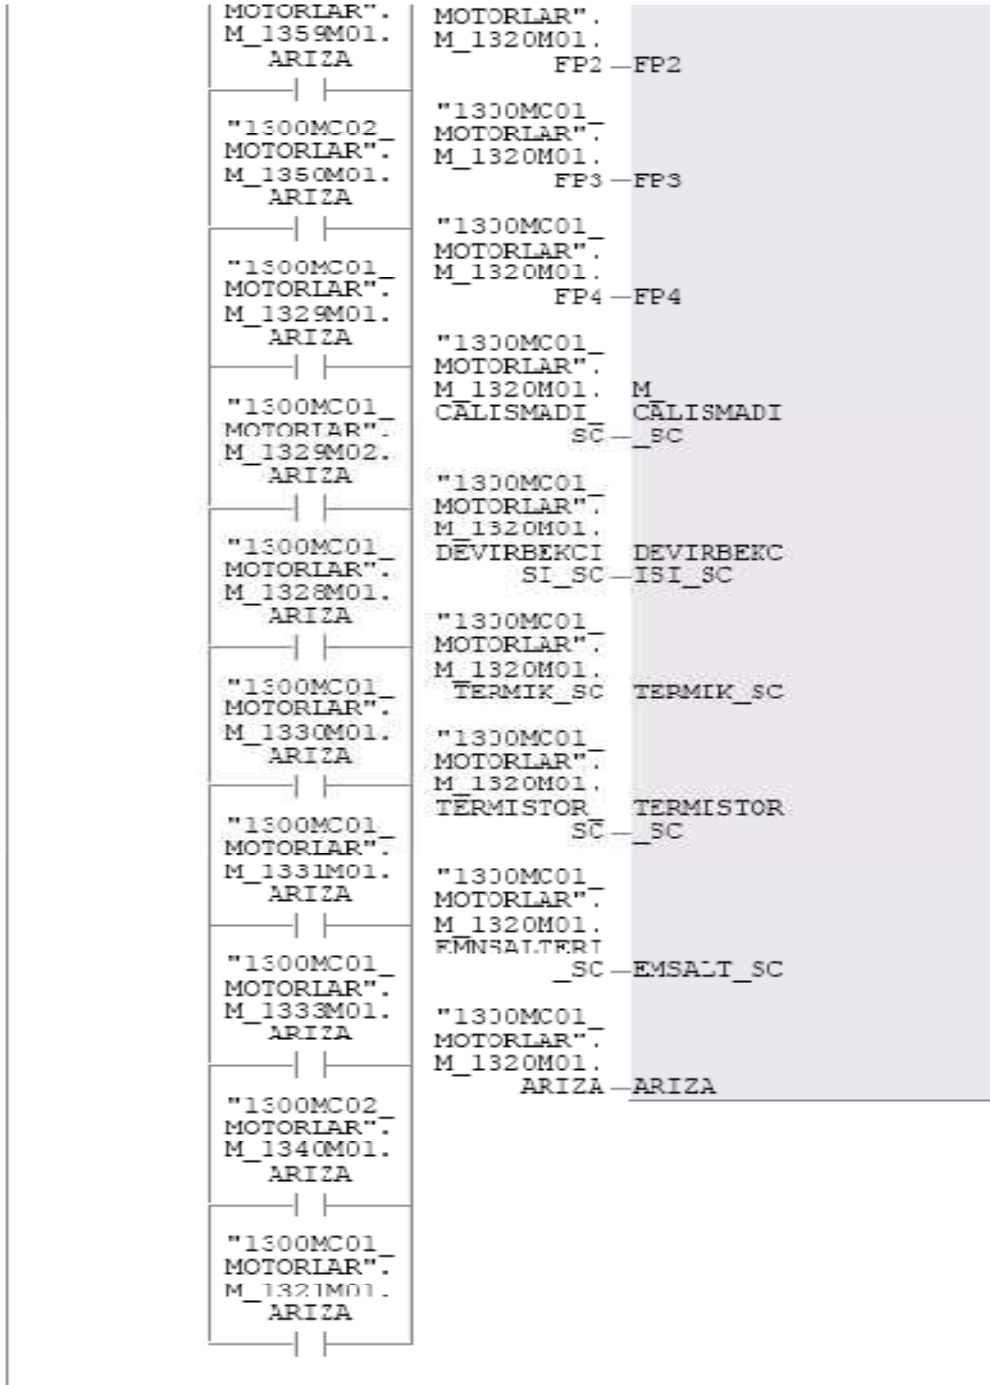 MOTORLAR".
M_1359M01.
ARIZA
"1300MC02_
MOTORLAR".
M_1350M01.
ARIZA
"1300MC01_
MOTORLAR".
M_1329M01.
ARIZA
"1300MC01_
MOTORLAR".
M_1329M02.
ARIZA
"1300MC01_
MOTORLAR".
M_1328M01.
ARIZA
"1300MC01_
MOTORLAR".
M_1330M01.
ARIZA
"1300MC01_
MOTORLAR".
M_1331M01.
ARIZA
"1300MC01_
MOTORLAR".
M_1333M01.
ARIZA
"1300MC02_
MOTORLAR".
M_1340M01.
ARIZA
"1300MC01_
MOTORLAR".
M_1321M01.
ARIZA
MOTORLAR".
M_1320M01.
FP2 FP2
"1300MC01_
MOTORLAR".
M_1320M01.
FP3 FP3
"1300MC01_
MOTORLAR".
M_1320M01.
FP4 FP4
"1300MC01_
MOTORLAR".
M_1320M01. M_
CALISMADI_ CALISMADI
SC _SC
"1300MC01_
MOTORLAR".
M_1320M01.
DEVIRBEKCI DEVIRBEKC
SI_SC ISI_SC
"1300MC01_
MOTORLAR".
M_1320M01.
TERMIK_SC TERMIK_SC
"1300MC01_
MOTORLAR".
M_1320M01.
TERMISTOR_ TERMISTOR
SC _SC
"1300MC01_
MOTORLAR".
M_1320M01.
EMNSALTERI
_SC EMSALT_SC
"1300MC01_
MOTORLAR".
M_1320M01.
ARIZA ARIZA